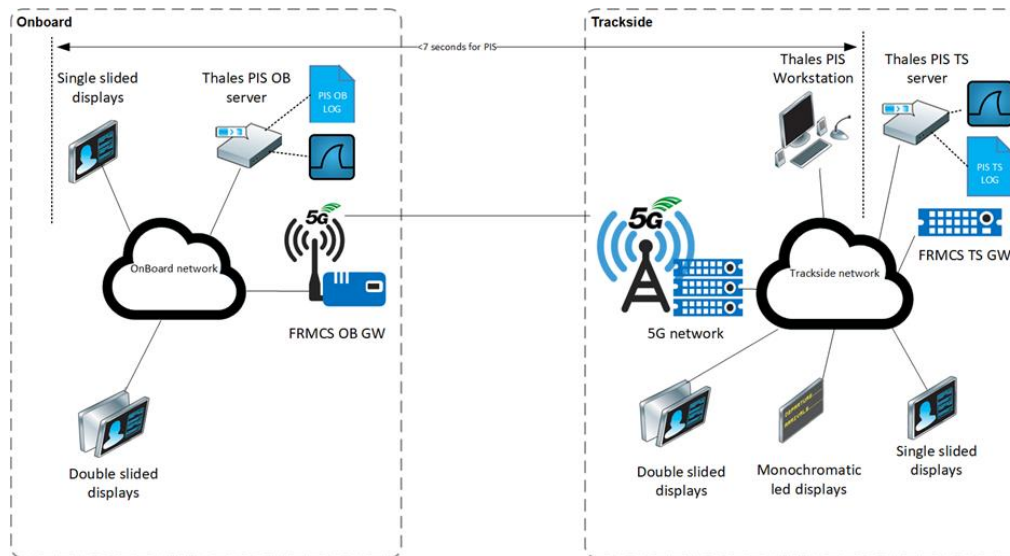 Onboard
Trackside
<7 seconds for PIS
Single slided
displays
Thales PIS OB
server
PIS OB
LOG
Thales PIS
Workstation
Thales PIS TS
server
PIS TS
LOG
5G
5G
OnBoard network
Trackside network
FRMCS TS GW
FRMCS OB GW
5G network
DEPARTURE
ARRIVALS
Double slided
displays
Double slided
displays
Monochromatic
led displays
Single slided
displays